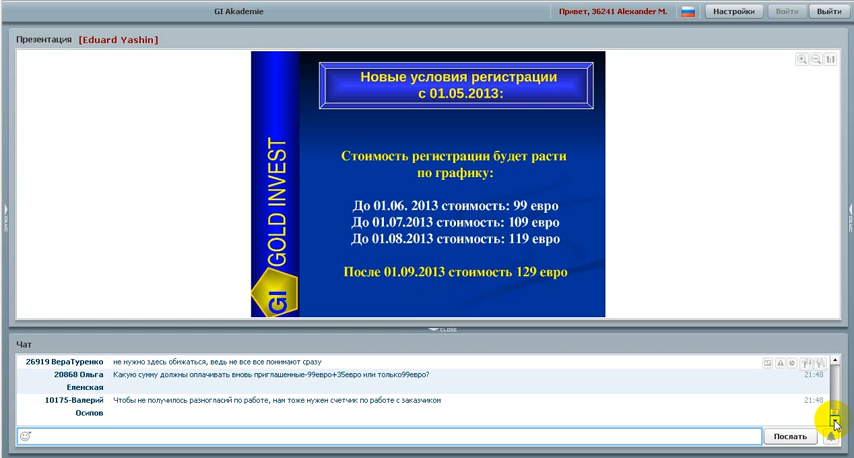 GI Akademie
Привет, 36241 Alexander M.
Настройки
Войти
Выйти
Презентация [Eduard Yashin]
1:1
GI GOLD INVEST
Новые условия регистрации
с 01.05.2013:
Стоимость регистрации будет расти
по графику:
До 01.06. 2013 стоимость: 99 евро
До 01.07.2013 стоимость: 109 евро
До 01.08.2013 стоимость: 119 евро
После 01.09.2013 стоимость 129 евро
CLOSE
Чат
26919 ВераТуренко не нужно здесь обижаться, ведь не все все понимают сразу
20868 Ольга Какую сумму должны оплачивать вновь приглашенные-99евро+35евро или только99евро? 21:48
Еленская
10175-Валерий Чтобы не получилось разногласий по работе, нам тоже нужен счетчик по работе с заказчиком 21:48
Осипов
Послать